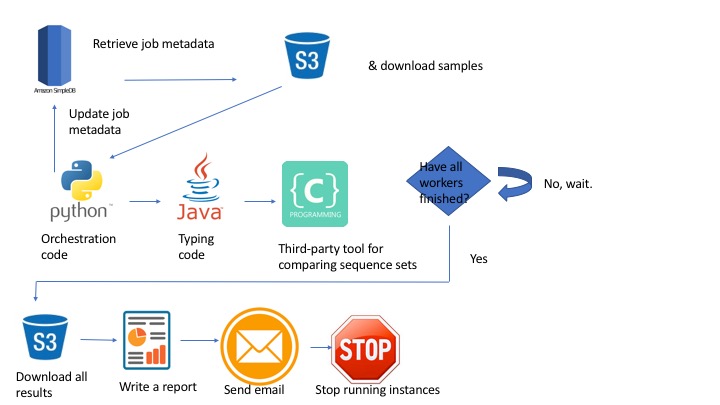 Retrieve job metadata
S3
& download samples
Amazon SimpleDB
Update job
metadata
python™
Java™
{C}
PROGRAMMING
Have all
workers
finished?
No, wait.
Orchestration
code
Typing
code
Third-party tool for
comparing sequence sets
Yes
S3
STOP
Download all
results
Write a report
Send email
Stop running instances